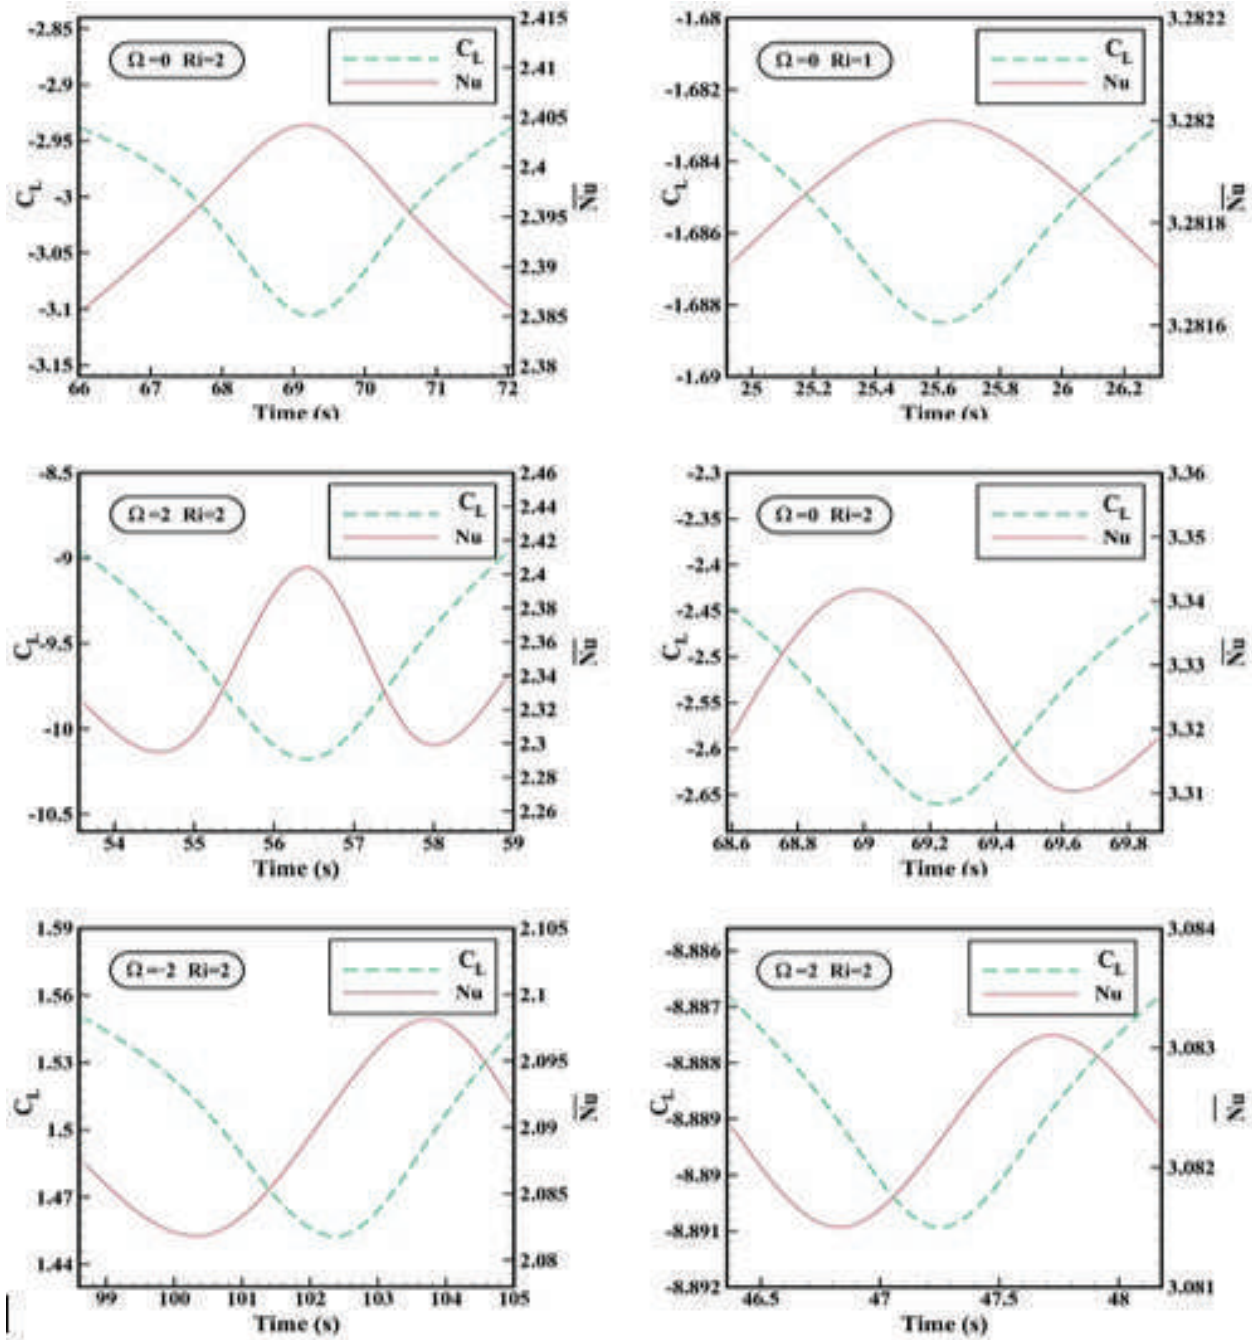 -2.85
-2.9
-2.95
-3
-3.05
-3.1
-3.15
C_L
Ω=0 Ri=2
C_L
Nu
2.415
2.41
2.405
2.4
2.395
2.39
2.385
2.38
Nu
66 67 68 69 70 71 72
Time (s)
-1.68
-1.682
-1.684
-1.686
-1.688
-1.69
C_L
Ω=0 Ri=1
C_L
Nu
3.2822
3.282
3.2818
3.2816
Nu
25 25.2 25.4 25.6 25.8 26 26.2
Time (s)
-8.5
-9
-9.5
-10
-10.5
C_L
Ω=2 Ri=2
C_L
Nu
2.46
2.44
2.42
2.4
2.38
2.36
2.34
2.32
2.3
2.28
2.26
Nu
54 55 56 57 58 59
Time (s)
-2.3
-2.35
-2.4
-2.45
-2.5
-2.55
-2.6
-2.65
C_L
Ω=0 Ri=2
C_L
Nu
3.36
3.35
3.34
3.33
3.32
3.31
Nu
68.6 68.8 69 69.2 69.4 69.6 69.8
Time (s)
1.59
1.56
1.53
1.5
1.47
1.44
C_L
Ω=-2 Ri=2
C_L
Nu
2.105
2.1
2.095
2.09
2.085
2.08
Nu
99 100 101 102 103 104 105
Time (s)
-8.886
-8.887
-8.888
-8.889
-8.89
-8.891
-8.892
C_L
Ω=2 Ri=2
C_L
Nu
3.084
3.083
3.082
3.081
Nu
46.5 47 47.5 48
Time (s)